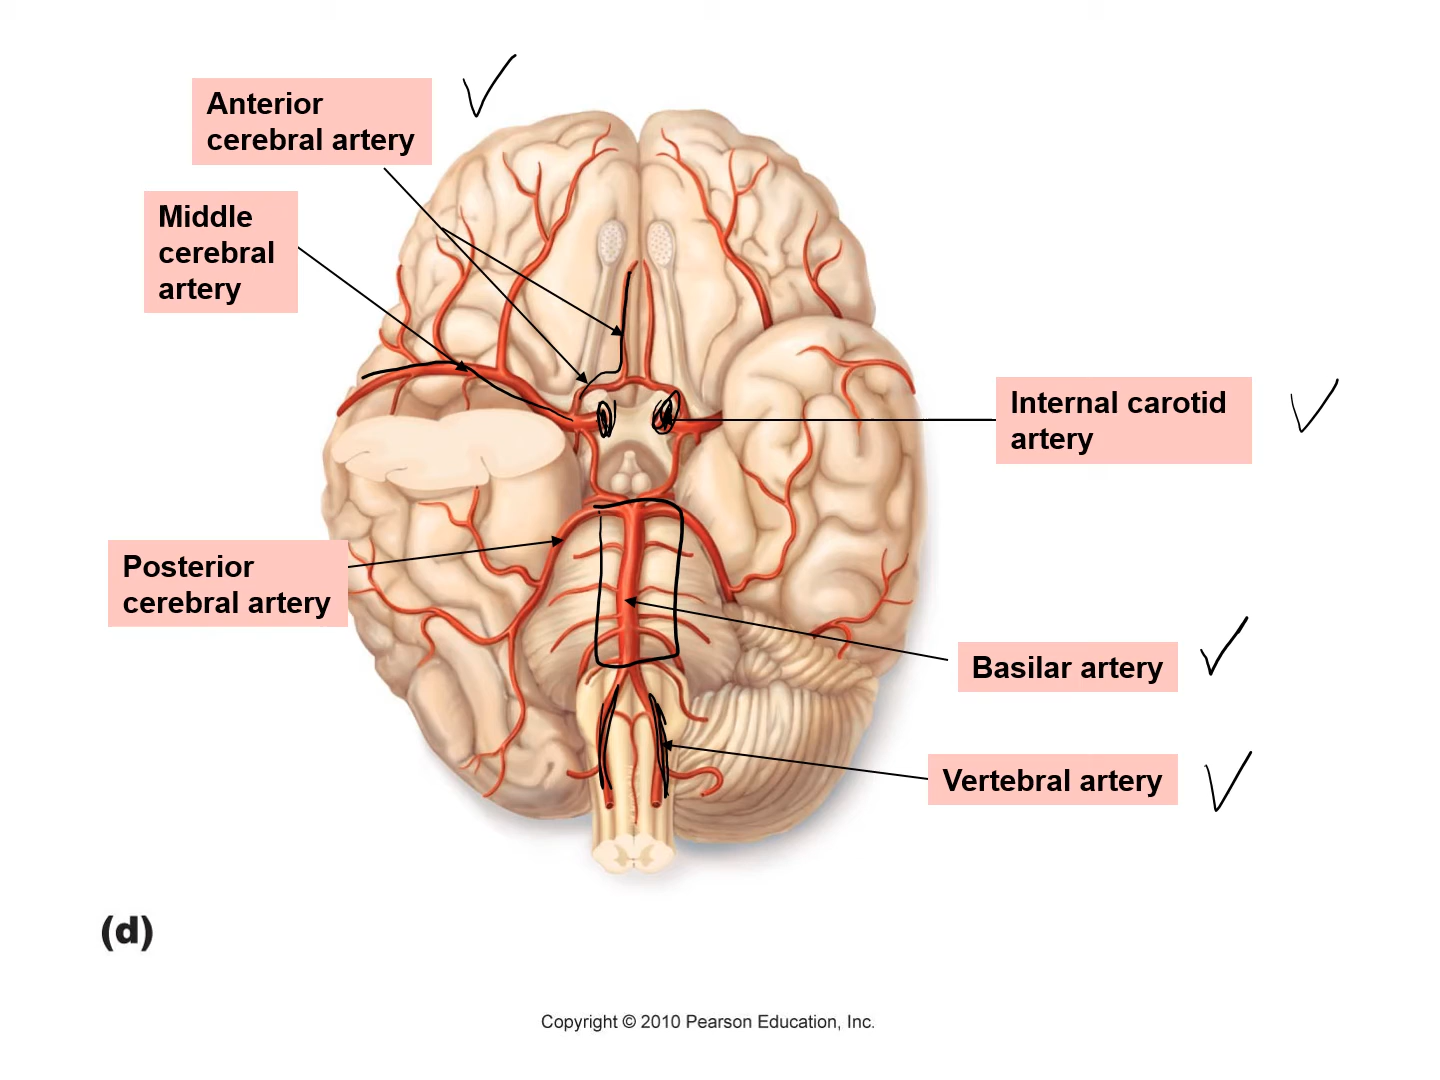 Anterior
cerebral artery
Middle
cerebral
artery
Internal carotid
artery
Posterior
cerebral artery
Basilar artery
Vertebral artery
(d)
Copyright © 2010 Pearson Education, Inc.